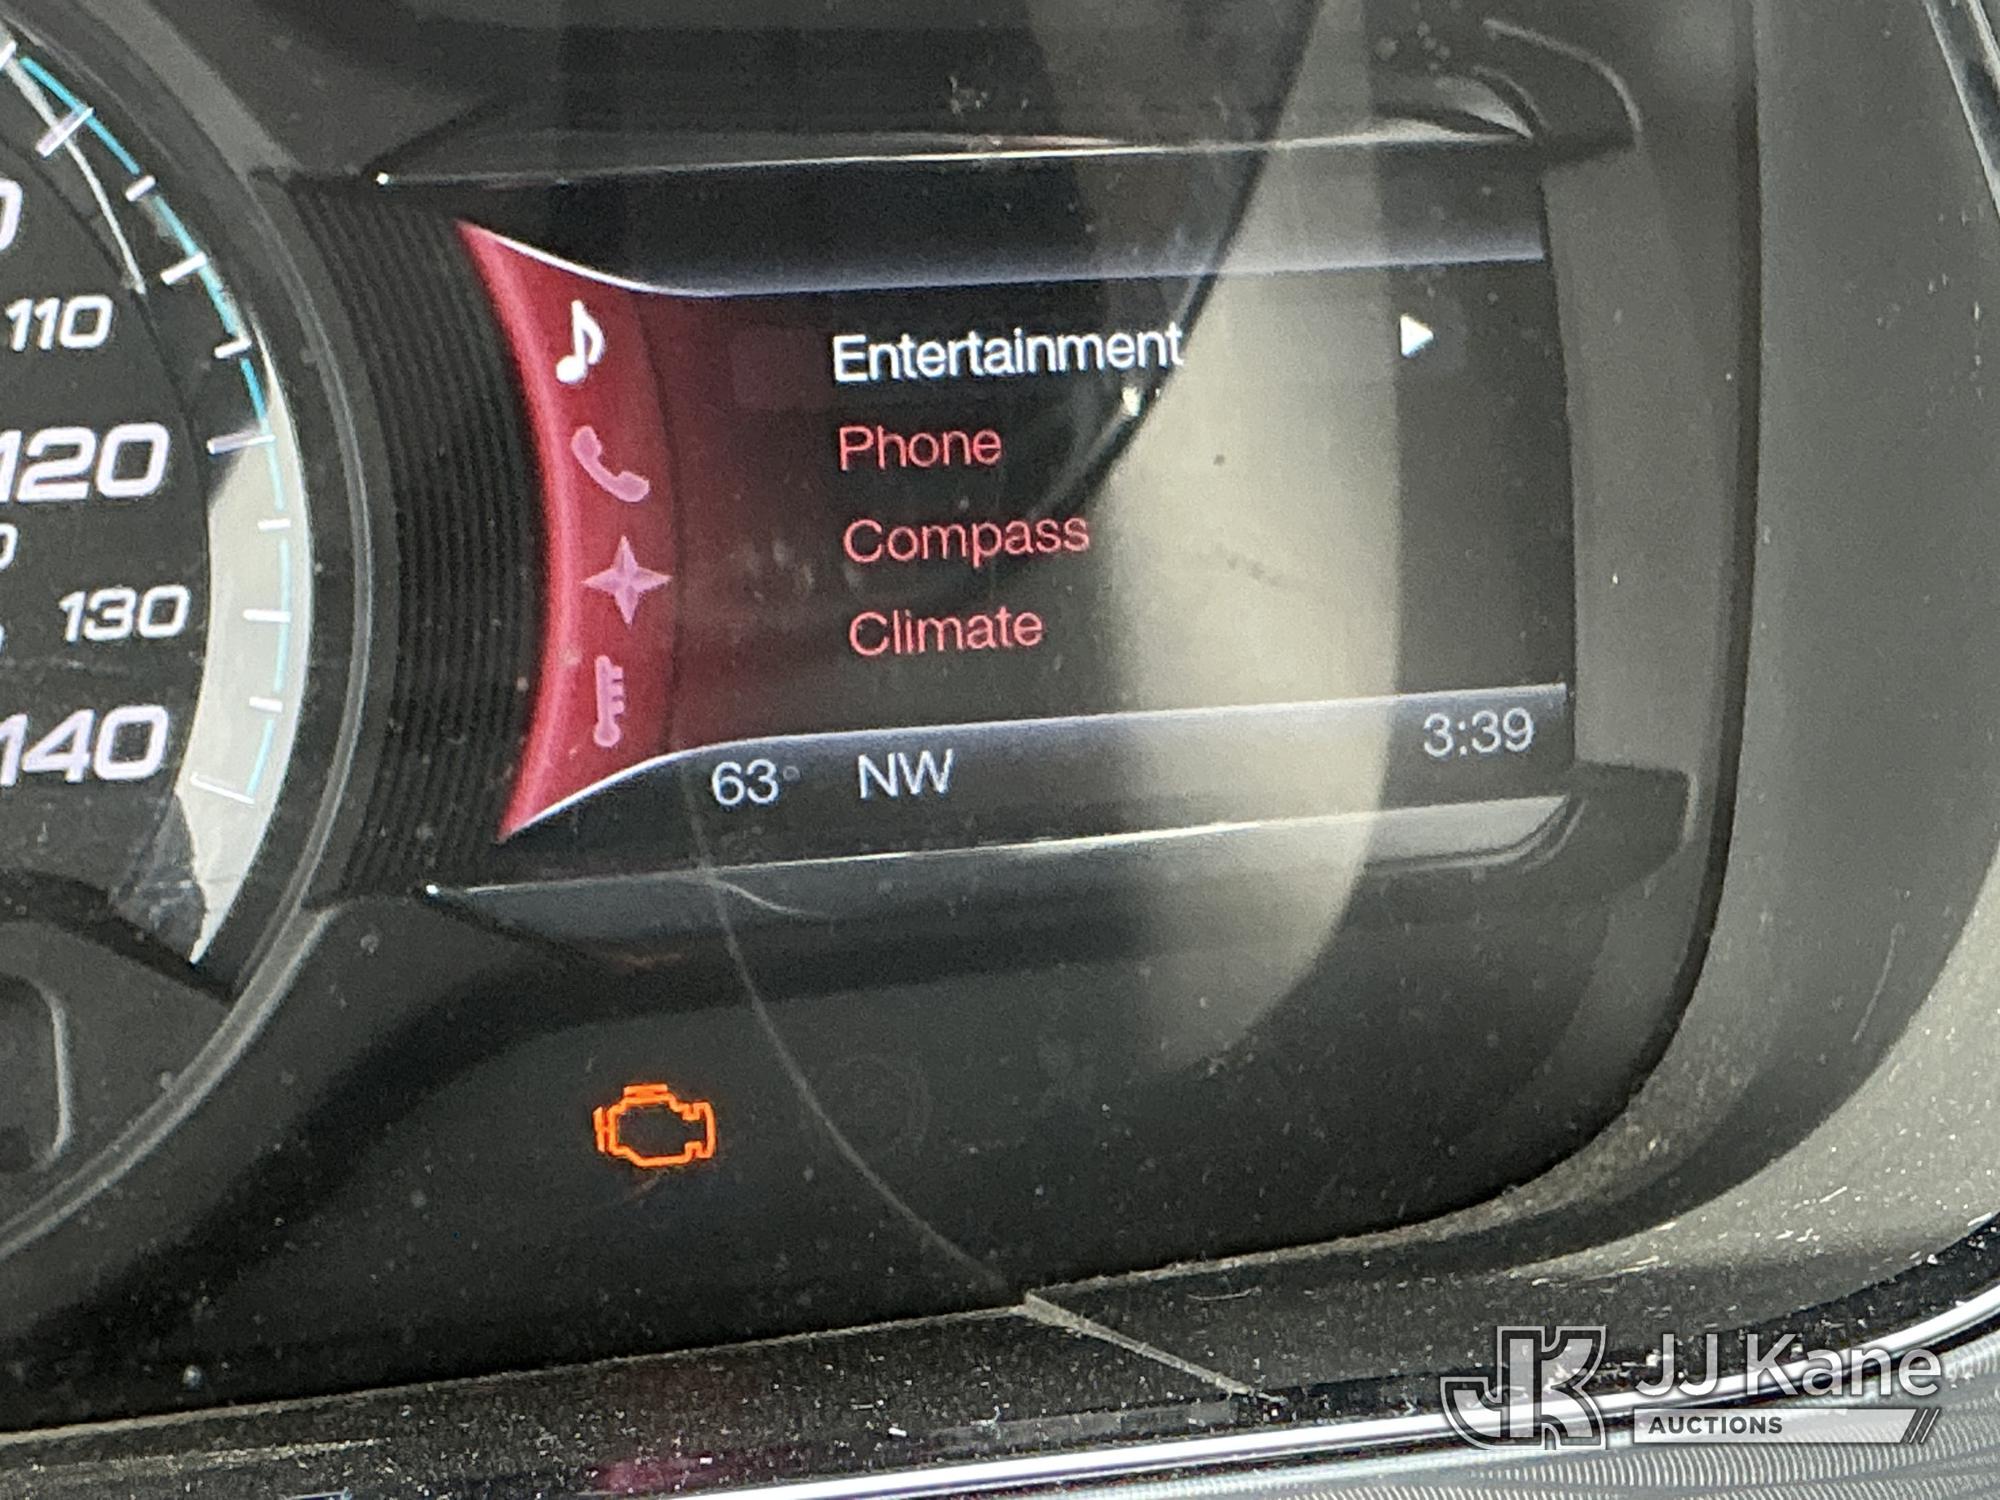 110
120
130
140
Entertainment
Phone
Compass
Climate
63° NW 3:39
JJ Kane
AUCTIONS